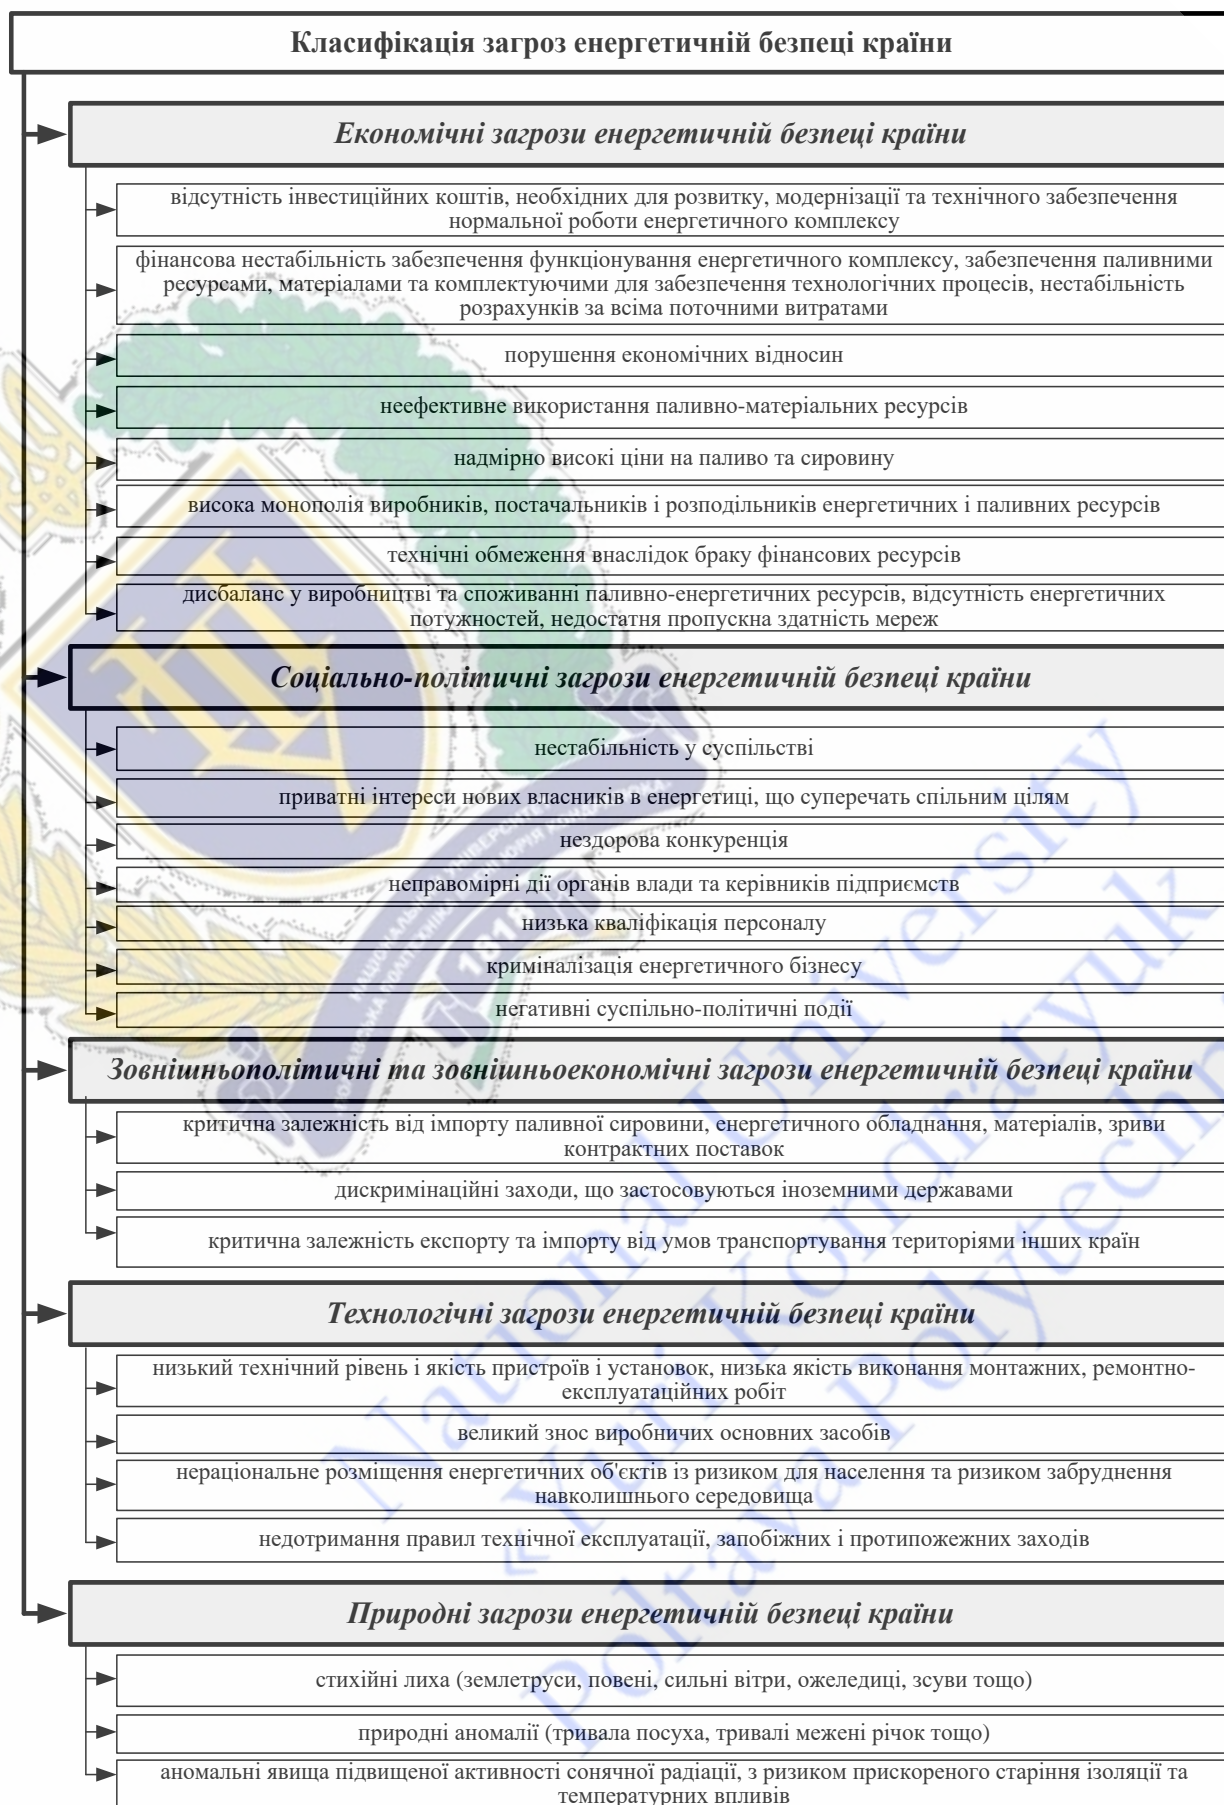 Класифікація загроз енергетичній безпеці країни
Економічні загрози енергетичній безпеці країни
відсутність інвестиційних коштів, необхідних для розвитку, модернізації та технічного забезпечення
нормальної роботи енергетичного комплексу
фінансова нестабільність забезпечення функціонування енергетичного комплексу, забезпечення паливними
ресурсами, матеріалами та комплектуючими для забезпечення технологічних процесів, нестабільність
розрахунків за всіма поточними витратами
порушення економічних відносин
неефективне використання паливно-матеріальних ресурсів
надмірно високі ціни на паливо та сировину
висока монополія виробників, постачальників і розподільників енергетичних і паливних ресурсів
технічні обмеження внаслідок браку фінансових ресурсів
дисбаланс у виробництві та споживанні паливно-енергетичних ресурсів, відсутність енергетичних
потужностей, недостатня пропускна здатність мереж
Соціально-політичні загрози енергетичній безпеці країни
нестабільність у суспільстві
приватні інтереси нових власників в енергетиці, що суперечать спільним цілям
нездорова конкуренція
неправомірні дії органів влади та керівників підприємств
низька кваліфікація персоналу
криміналізація енергетичного бізнесу
негативні суспільно-політичні події
1818
Зовнішньополітичні та зовнішньоекономічні загрози енергетичній безпеці країни
критична залежність від імпорту паливної сировини, енергетичного обладнання, матеріалів, зриви
контрактних поставок
дискримінаційні заходи, що застосовуються іноземними державами
критична залежність експорту та імпорту від умов транспортування територіями інших країн
Технологічні загрози енергетичній безпеці країни
низький технічний рівень і якість пристроїв і установок, низька якість виконання монтажних, ремонтно-
експлуатаційних робіт
великий знос виробничих основних засобів
нераціональне розміщення енергетичних об'єктів із ризиком для населення та ризиком забруднення
навколишнього середовища
недотримання правил технічної експлуатації, запобіжних і протипожежних заходів
Природні загрози енергетичній безпеці країни
стихійні лиха (землетруси, повені, сильні вітри, ожеледиці, зсуви тощо)
природні аномалії (тривала посуха, тривалі межені річок тощо)
аномальні явища підвищеної активності сонячної радіації, з ризиком прискореного старіння ізоляції та
температурних впливів
National University
«Yuri Kondratyuk
Poltava